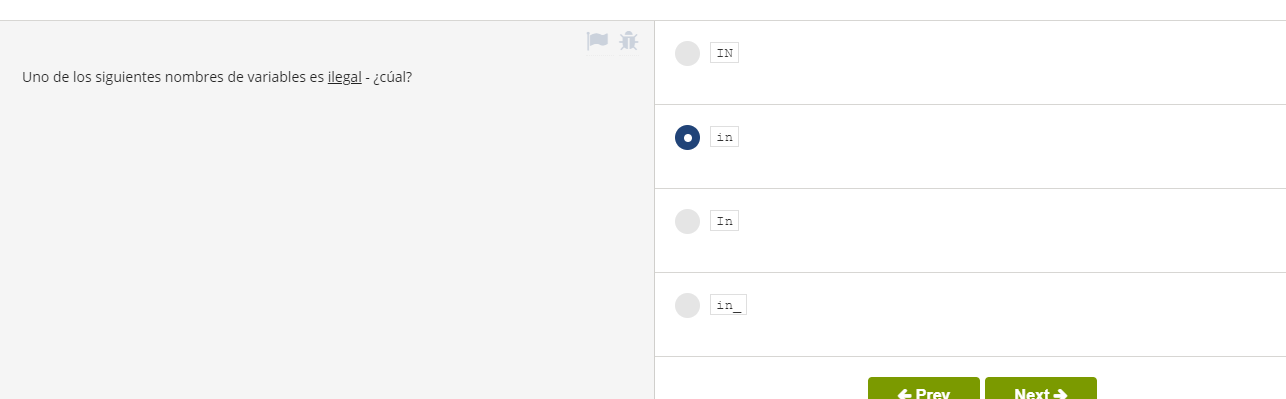 Uno de los siguientes nombres de variables es ilegal - ¿cúal?
IN
in
In
in_
Prev
Next